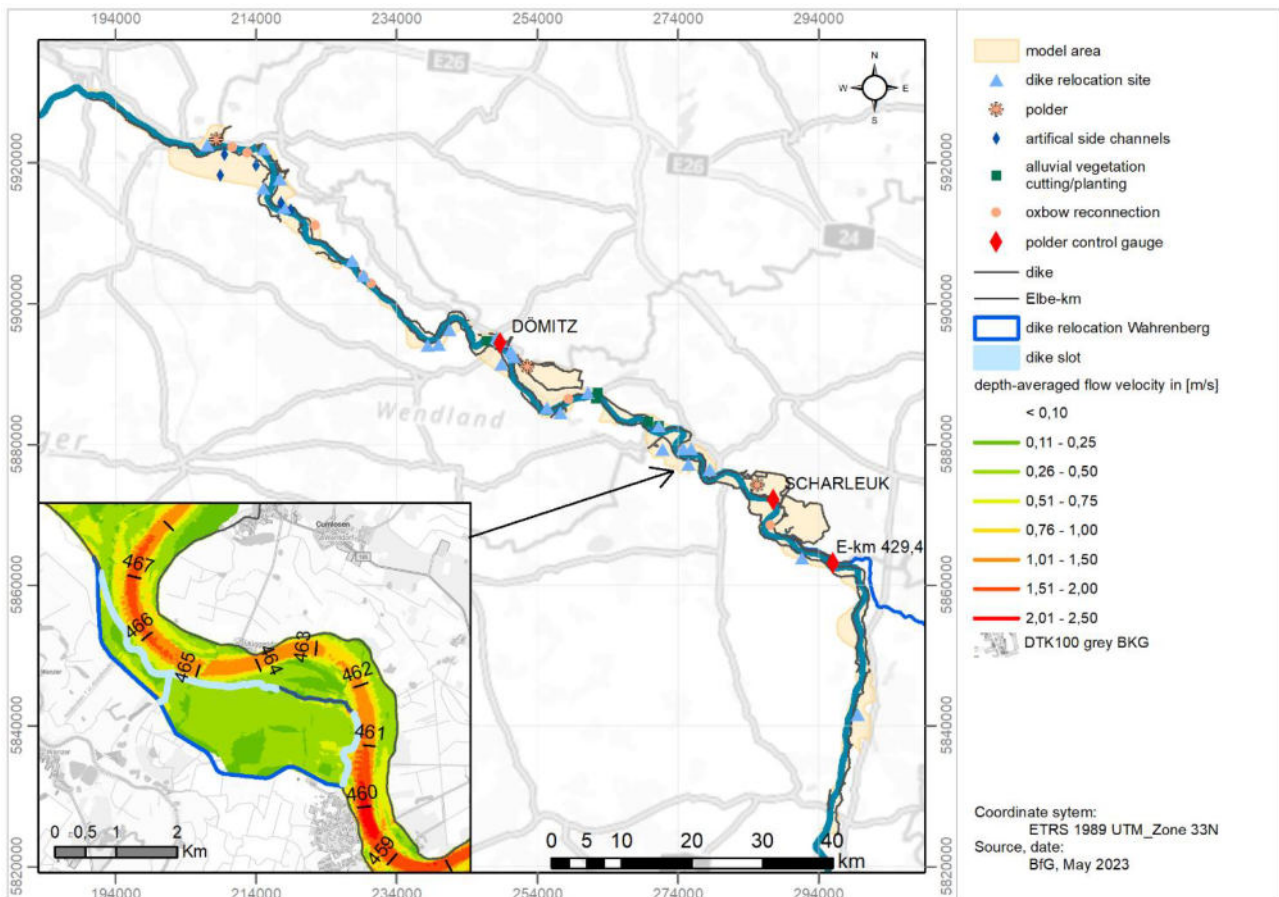 194000 214000 234000 254000 274000 294000
N
W E
S
E26
E26
24
5920000 5920000
5900000 5900000
5880000 5880000
5860000 5860000
5840000 5840000
5820000 5820000
DÖMITZ
Wendland
SCHARLEUK
E-km 429,4
Cumlosen
467
466
465
464
463
462
461
460
459
0 0,5 1 2
Km
0 5 10 20 30 40
km
194000 214000 234000 254000 274000 294000
model area
dike relocation site
polder
artifical side channels
alluvial vegetation
cutting/planting
oxbow reconnection
polder control gauge
dike
Elbe-km
dike relocation Wahrenberg
dike slot
depth-averaged flow velocity in [m/s]
< 0,10
0,11 - 0,25
0,26 - 0,50
0,51 - 0,75
0,76 - 1,00
1,01 - 1,50
1,51 - 2,00
2,01 - 2,50
DTK100 grey BKG
Coordinate sytem:
ETRS 1989 UTM_Zone 33N
Source, date:
BfG, May 2023